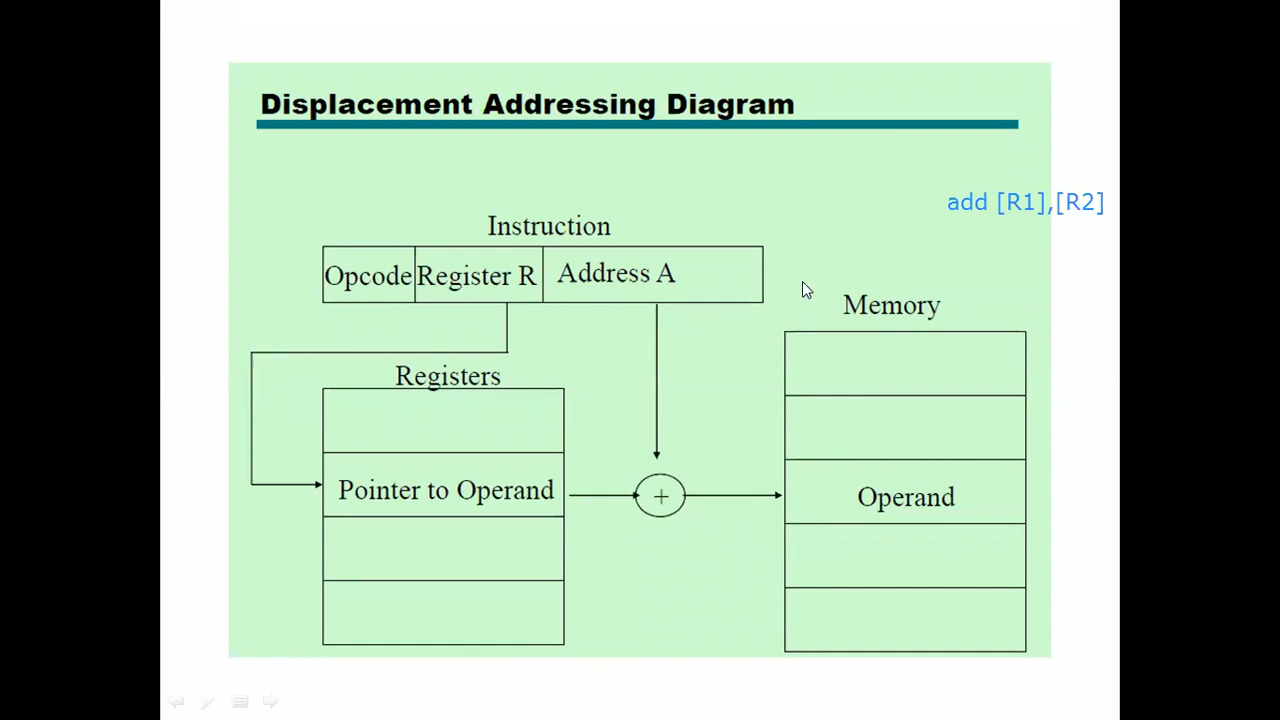 Displacement Addressing Diagram
add [R1],[R2]
Instruction
Opcode Register R Address A
Memory
Registers
Pointer to Operand
+
Operand